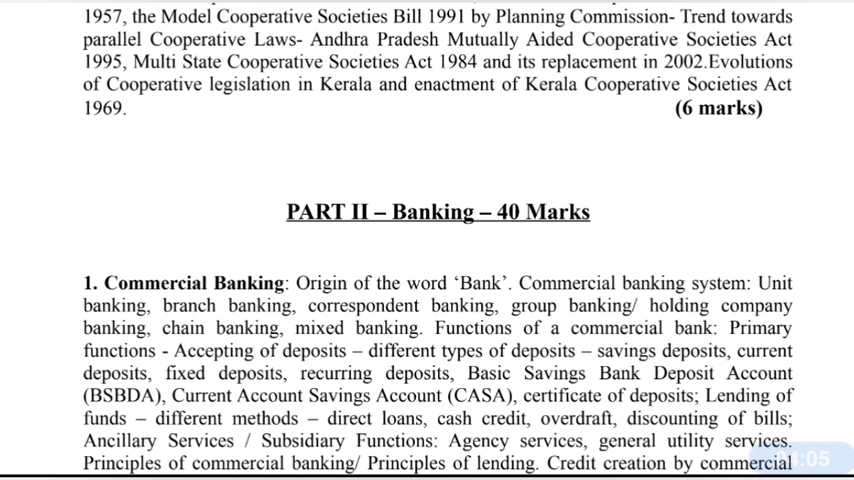 1957, the Model Cooperative Societies Bill 1991 by Planning Commission- Trend towards
parallel Cooperative Laws- Andhra Pradesh Mutually Aided Cooperative Societies Act
1995, Multi State Cooperative Societies Act 1984 and its replacement in 2002.Evolutions
of Cooperative legislation in Kerala and enactment of Kerala Cooperative Societies Act
1969. (6 marks)
PART II – Banking – 40 Marks
1. Commercial Banking: Origin of the word ‘Bank’. Commercial banking system: Unit
banking, branch banking, correspondent banking, group banking/ holding company
banking, chain banking, mixed banking. Functions of a commercial bank: Primary
functions - Accepting of deposits – different types of deposits – savings deposits, current
deposits, fixed deposits, recurring deposits, Basic Savings Bank Deposit Account
(BSBDA), Current Account Savings Account (CASA), certificate of deposits; Lending of
funds – different methods – direct loans, cash credit, overdraft, discounting of bills;
Ancillary Services / Subsidiary Functions: Agency services, general utility services.
Principles of commercial banking/ Principles of lending. Credit creation by commercial